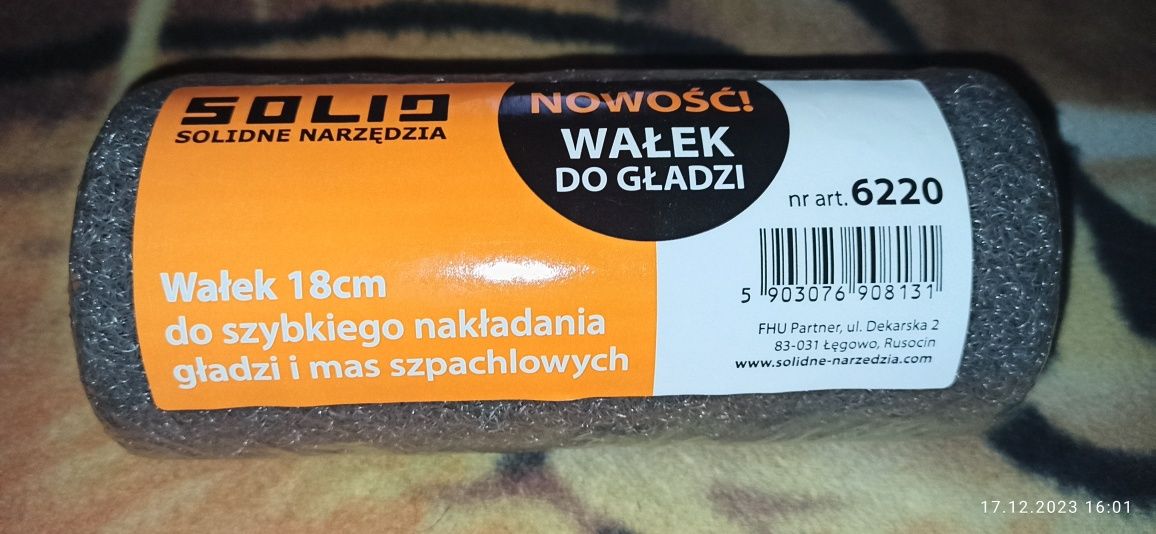 SOLID
SOLIDNE NARZĘDZIA
NOWOŚĆ!
WAŁEK
DO GŁADZI
nr art. 6220
5 903076 908131
FHU Partner, ul. Dekarska 2
83-031 Łęgowo, Rusocin
www.solidne-narzedzia.com
Wałek 18cm
do szybkiego nakładania
gładzi i mas szpachlowych
17.12.2023 16:01